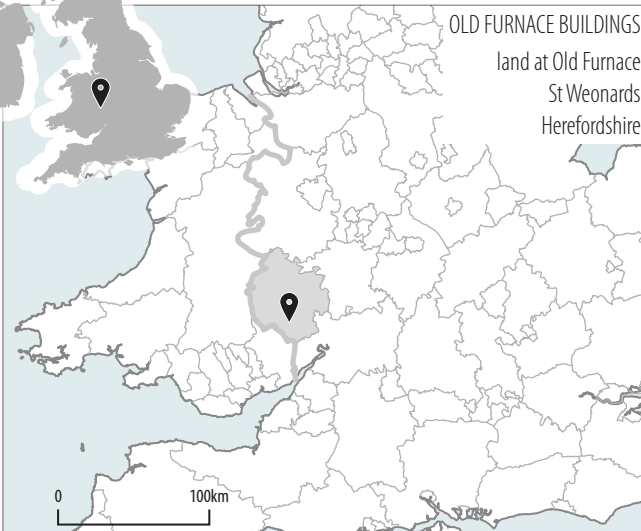 OLD FURNACE BUILDINGS
land at Old Furnace
St Weonards
Herefordshire
0 100km